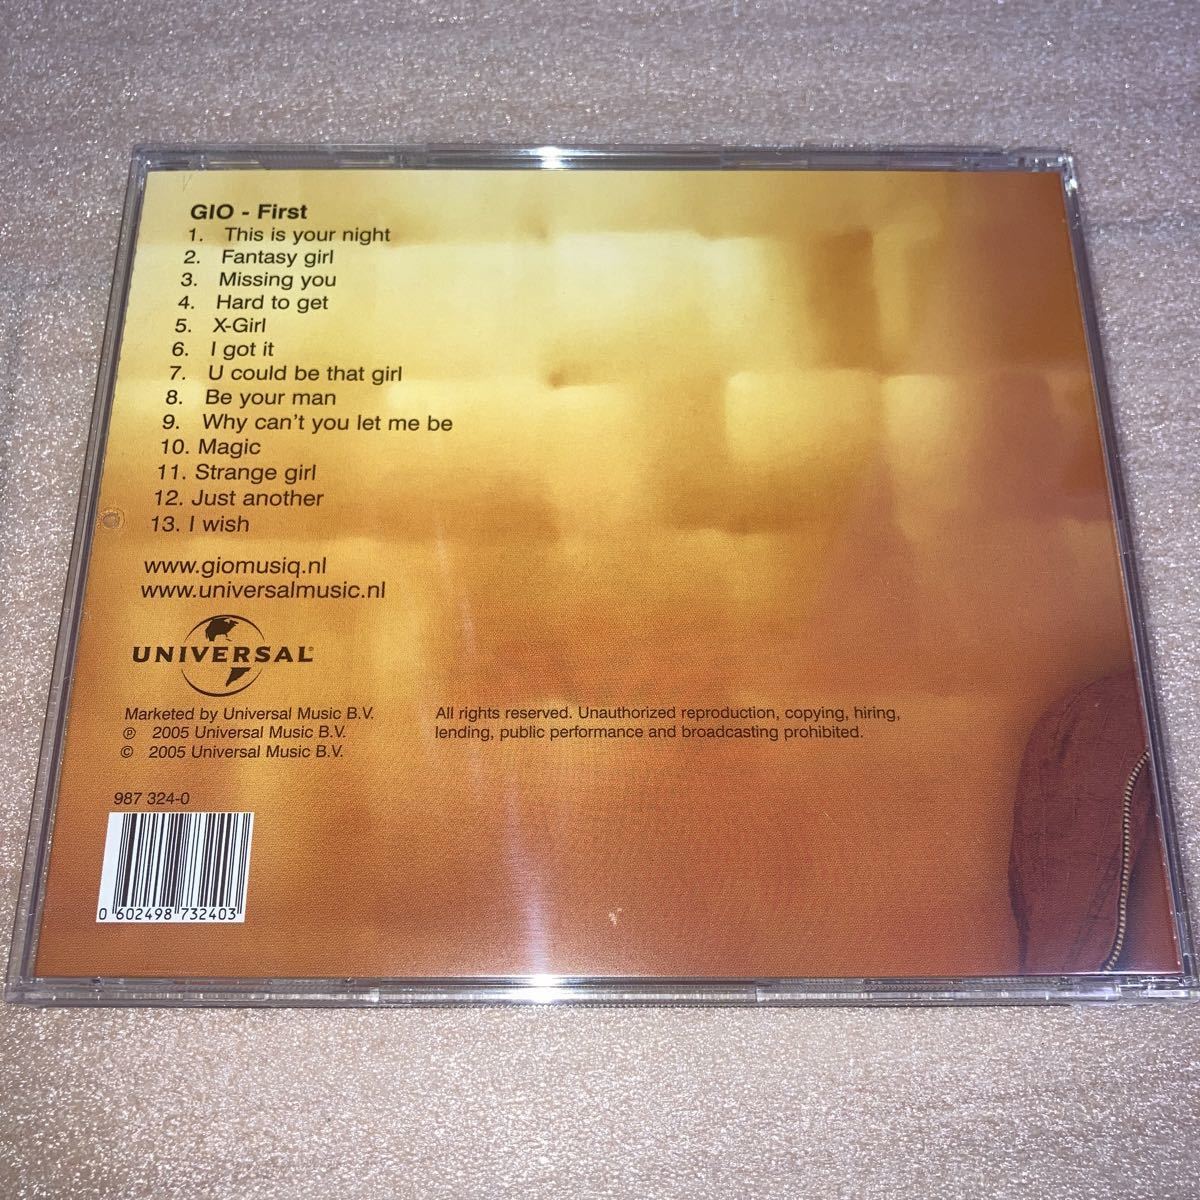 GIO - First
1. This is your night
2. Fantasy girl
3. Missing you
4. Hard to get
5. X-Girl
6. I got it
7. U could be that girl
8. Be your man
9. Why can't you let me be
10. Magic
11. Strange girl
12. Just another
13. I wish
www.giomusiq.nl
www.universalmusic.nl
UNIVERSAL
Marketed by Universal Music B.V.
℗ 2005 Universal Music B.V.
© 2005 Universal Music B.V.
All rights reserved. Unauthorized reproduction, copying, hiring,
lending, public performance and broadcasting prohibited.
987 324-0
0 602498 732403